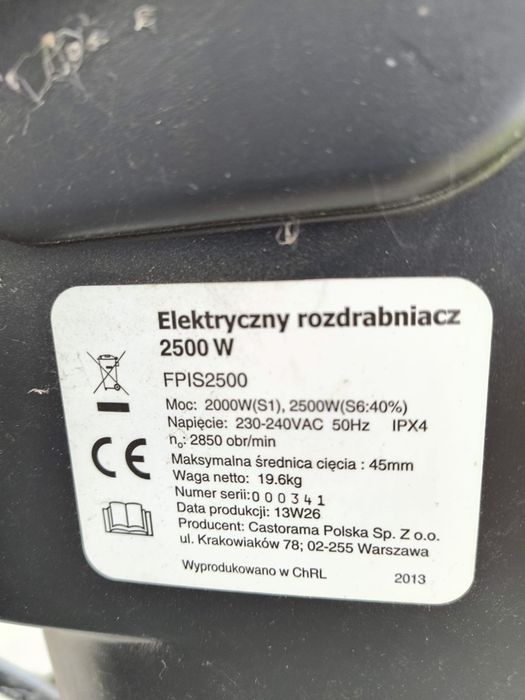 Elektryczny rozdrabniacz
2500 W
FPIS2500
Moc: 2000W(S1), 2500W(S6:40%)
Napięcie: 230-240VAC 50Hz IPX4
n₀: 2850 obr/min
Maksymalna średnica cięcia : 45mm
Waga netto: 19.6kg
Numer serii:000341
Data produkcji: 13W26
Producent: Castorama Polska Sp. Z o.o.
ul. Krakowiaków 78; 02-255 Warszawa
Wyprodukowano w ChRL 2013
CE